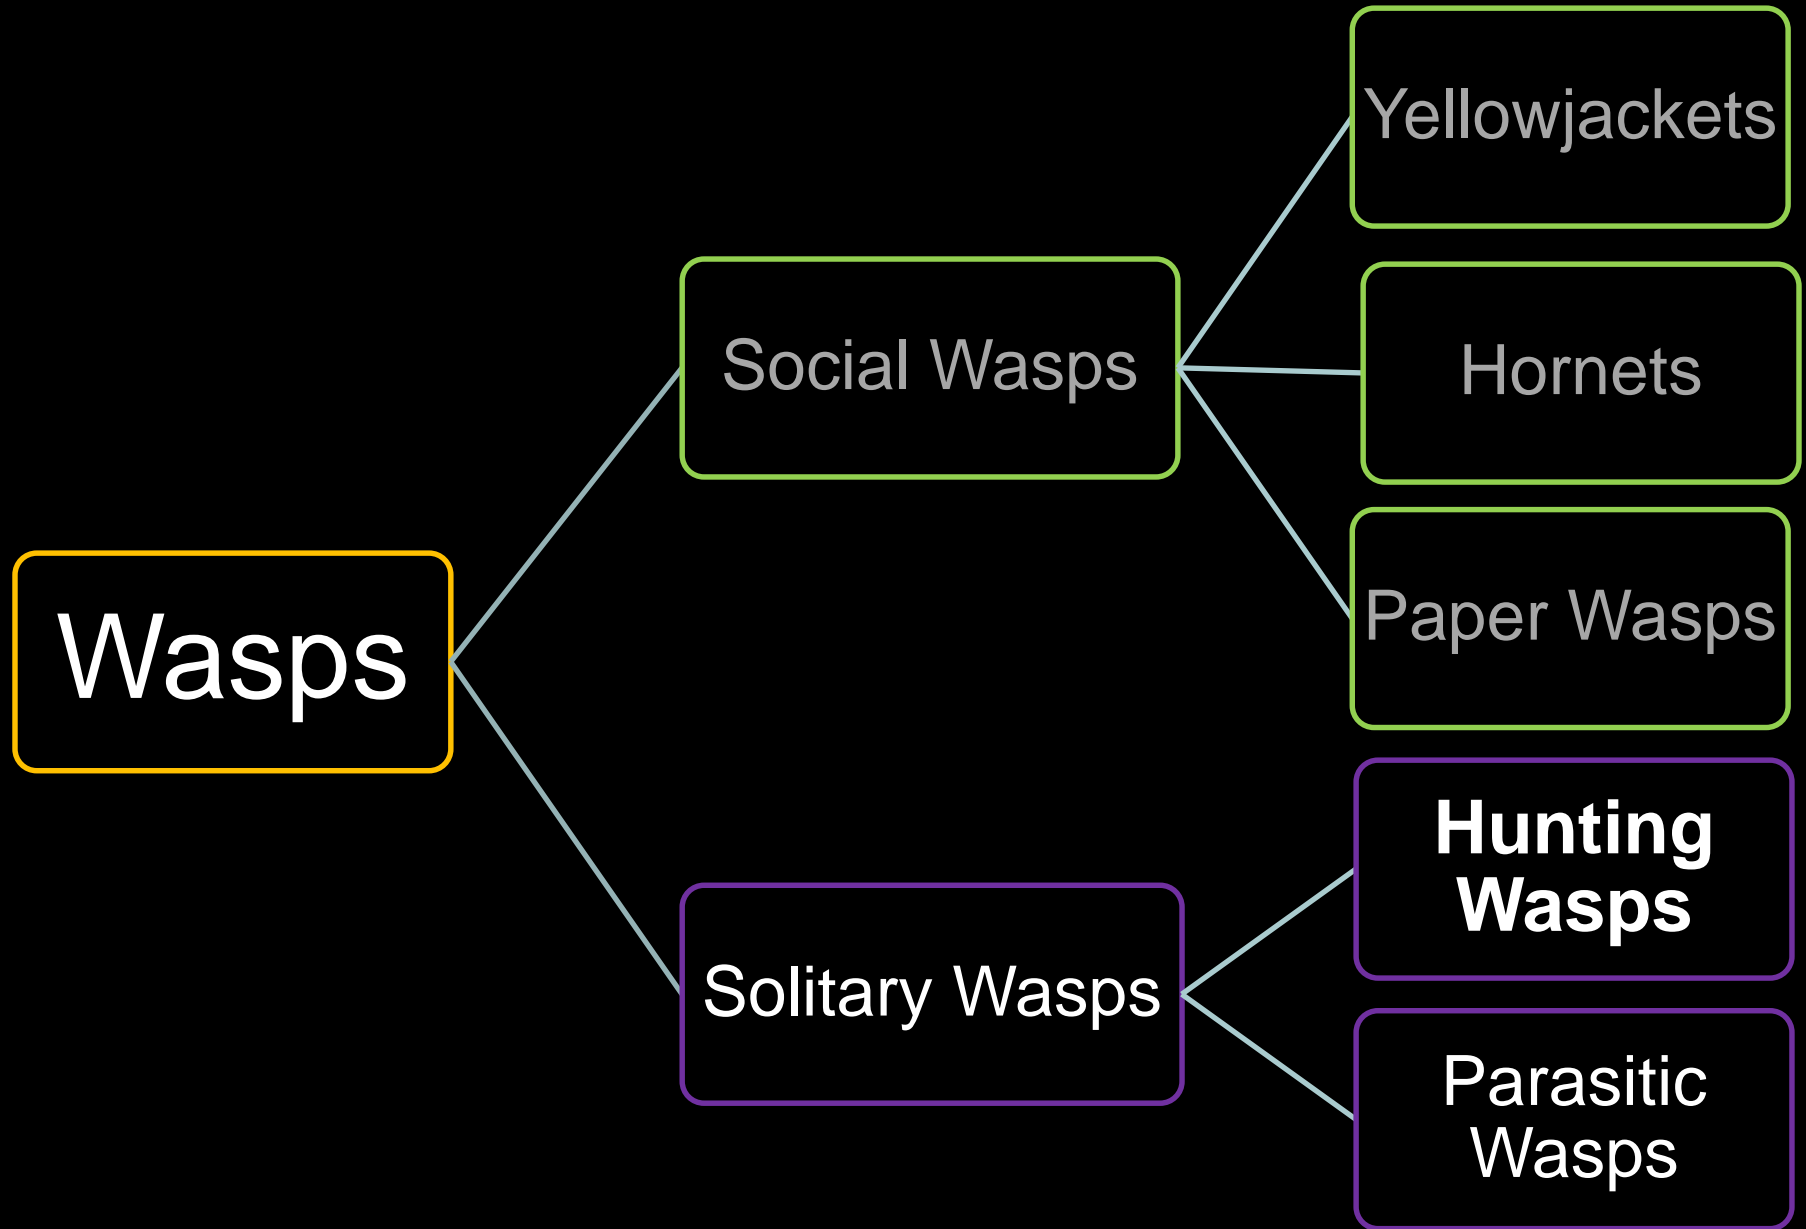 Wasps
Social Wasps
Yellowjackets
Hornets
Paper Wasps
Solitary Wasps
Hunting
Wasps
Parasitic
Wasps